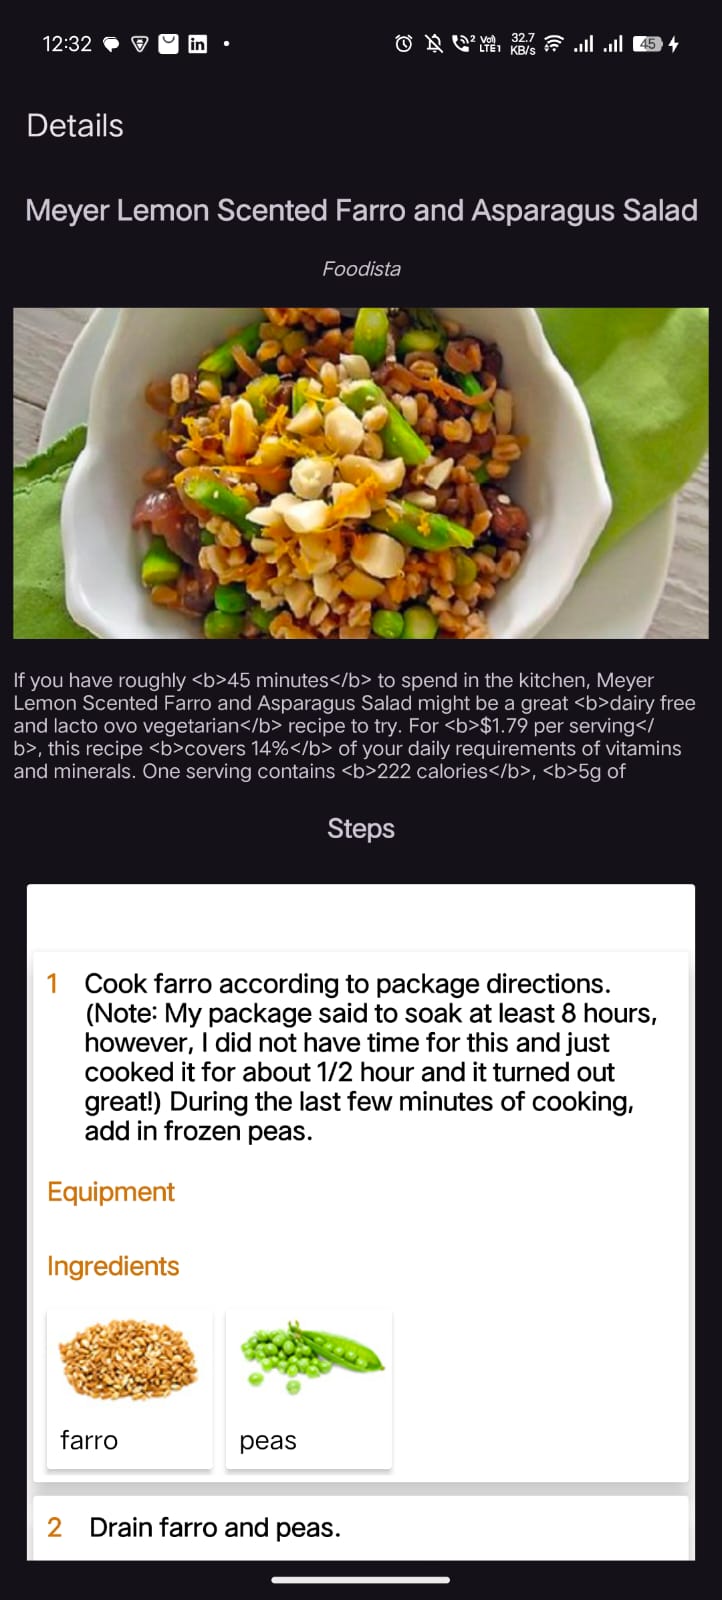 12:32
in
2
Vo)
LTE1
32.7
KB/s
45
Details
Meyer Lemon Scented Farro and Asparagus Salad
Foodista
If you have roughly <b>45 minutes</b> to spend in the kitchen, Meyer
Lemon Scented Farro and Asparagus Salad might be a great <b>dairy free
and lacto ovo vegetarian</b> recipe to try. For <b>$1.79 per serving</
b>, this recipe <b>covers 14%</b> of your daily requirements of vitamins
and minerals. One serving contains <b>222 calories</b>, <b>5g of
Steps
1 Cook farro according to package directions.
(Note: My package said to soak at least 8 hours,
however, I did not have time for this and just
cooked it for about 1/2 hour and it turned out
great!) During the last few minutes of cooking,
add in frozen peas.
Equipment
Ingredients
farro peas
2 Drain farro and peas.